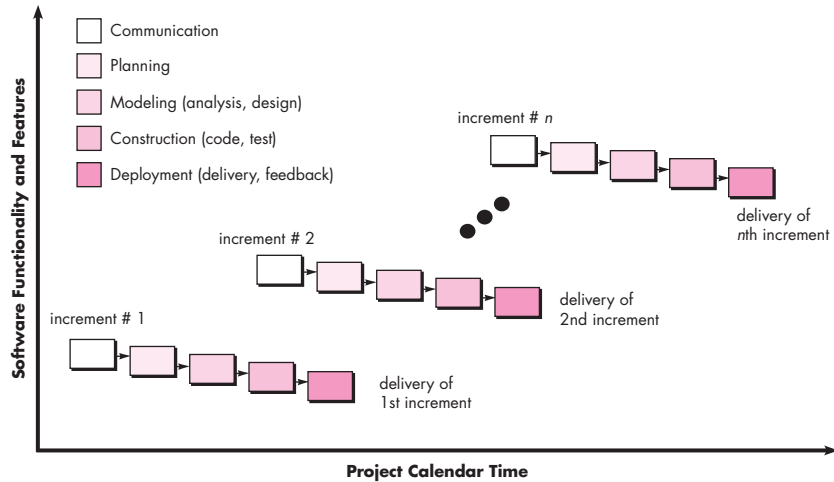 Communication
Planning
Modeling (analysis, design)
Construction (code, test)
Deployment (delivery, feedback)
Software Functionality and Features
increment # n
delivery of
nth increment
increment # 2
delivery of
2nd increment
increment # 1
delivery of
1st increment
Project Calendar Time